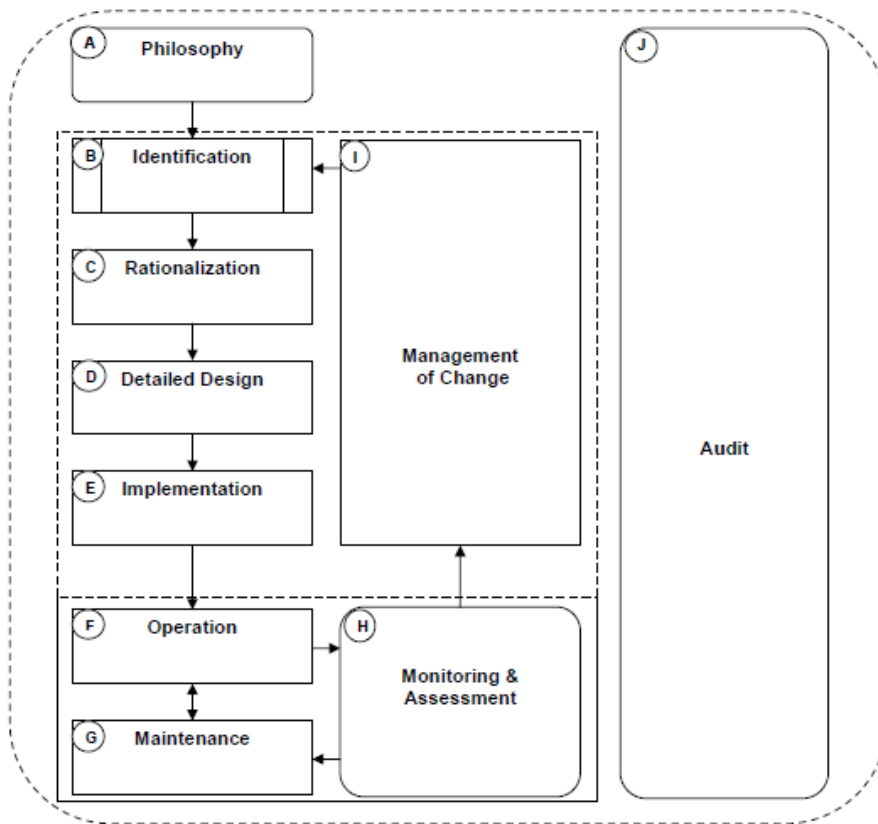 A
Philosophy
J
B
Identification
I
C
Rationalization
Management
of Change
D
Detailed Design
Audit
E
Implementation
F
Operation
H
Monitoring &
Assessment
G
Maintenance